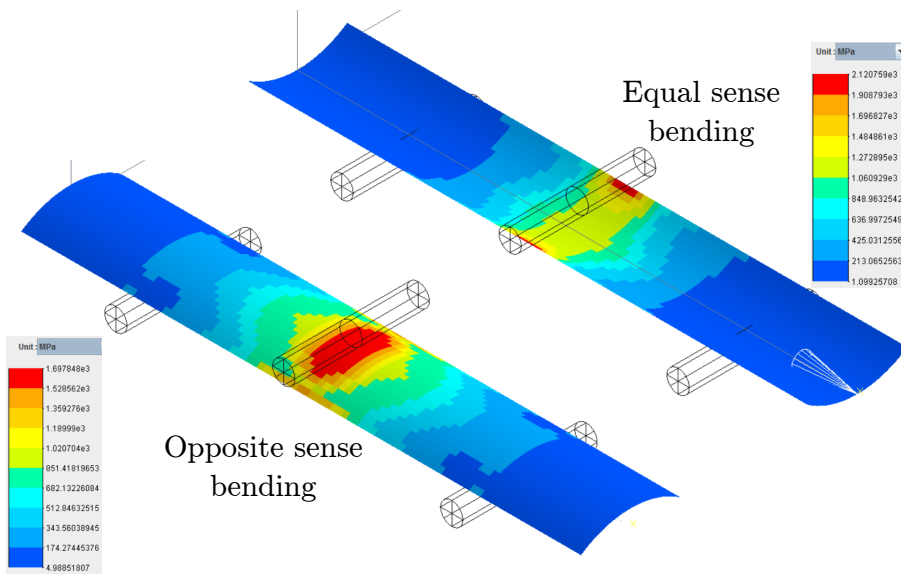 Unit : MPa
2.120759e3
1.908793e3
1.696827e3
1.484861e3
1.272895e3
1.060929e3
848.9632542
636.9972549
425.0312556
213.0652563
1.09925708
Equal sense
bending
Unit : MPa
1.697848e3
1.528562e3
1.359276e3
1.18999e3
1.020704e3
851.41819653
682.13226084
512.84632515
343.56038945
174.27445376
4.98851807
Opposite sense
bending